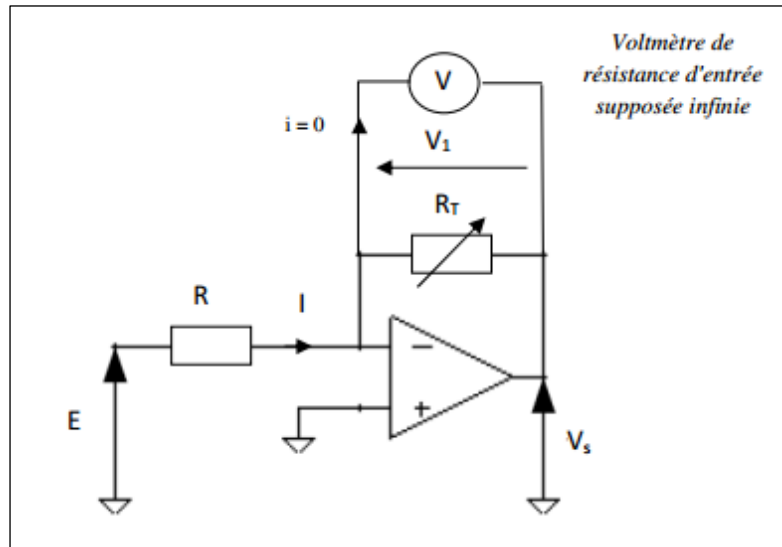 Voltmètre de
résistance d'entrée
supposée infinie
V
i = 0
V1
RT
R
I
E
−
+
Vs